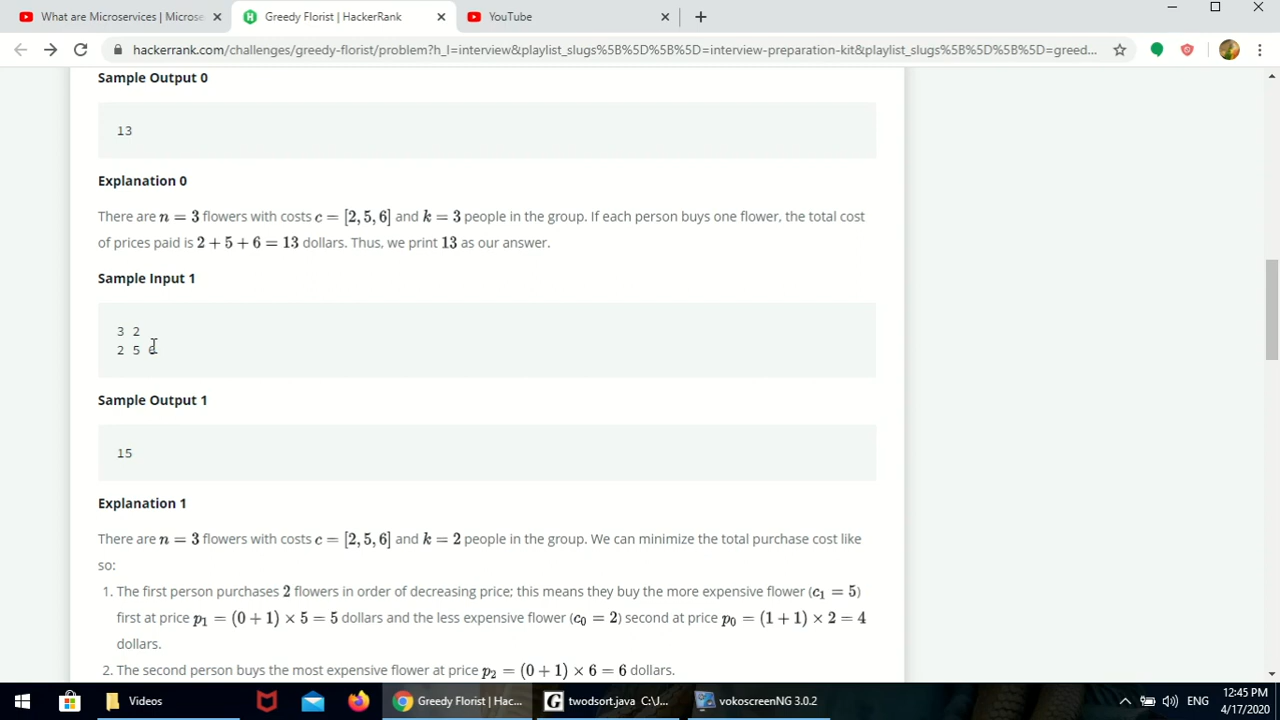 What are Microservices | Microse
Greedy Florist | HackerRank
YouTube
hackerrank.com/challenges/greedy-florist/problem?h_l=interview&playlist_slugs%5B%5D%5B%5D=interview-preparation-kit&playlist_slugs%5B%5D%5B%5D=greed...
Sample Output 0
13
Explanation 0
There are n = 3 flowers with costs c = [2, 5, 6] and k = 3 people in the group. If each person buys one flower, the total cost
of prices paid is 2 + 5 + 6 = 13 dollars. Thus, we print 13 as our answer.
Sample Input 1
3 2
2 5 6
Sample Output 1
15
Explanation 1
There are n = 3 flowers with costs c = [2, 5, 6] and k = 2 people in the group. We can minimize the total purchase cost like
so:
1. The first person purchases 2 flowers in order of decreasing price; this means they buy the more expensive flower (c₁ = 5)
first at price p₁ = (0 + 1) × 5 = 5 dollars and the less expensive flower (c₀ = 2) second at price p₀ = (1 + 1) × 2 = 4
dollars.
2. The second person buys the most expensive flower at price p₂ = (0 + 1) × 6 = 6 dollars.
Videos
Greedy Florist | Hac...
twodsort.java C:\J...
vokoscreenNG 3.0.2
ENG
12:45 PM
4/17/2020